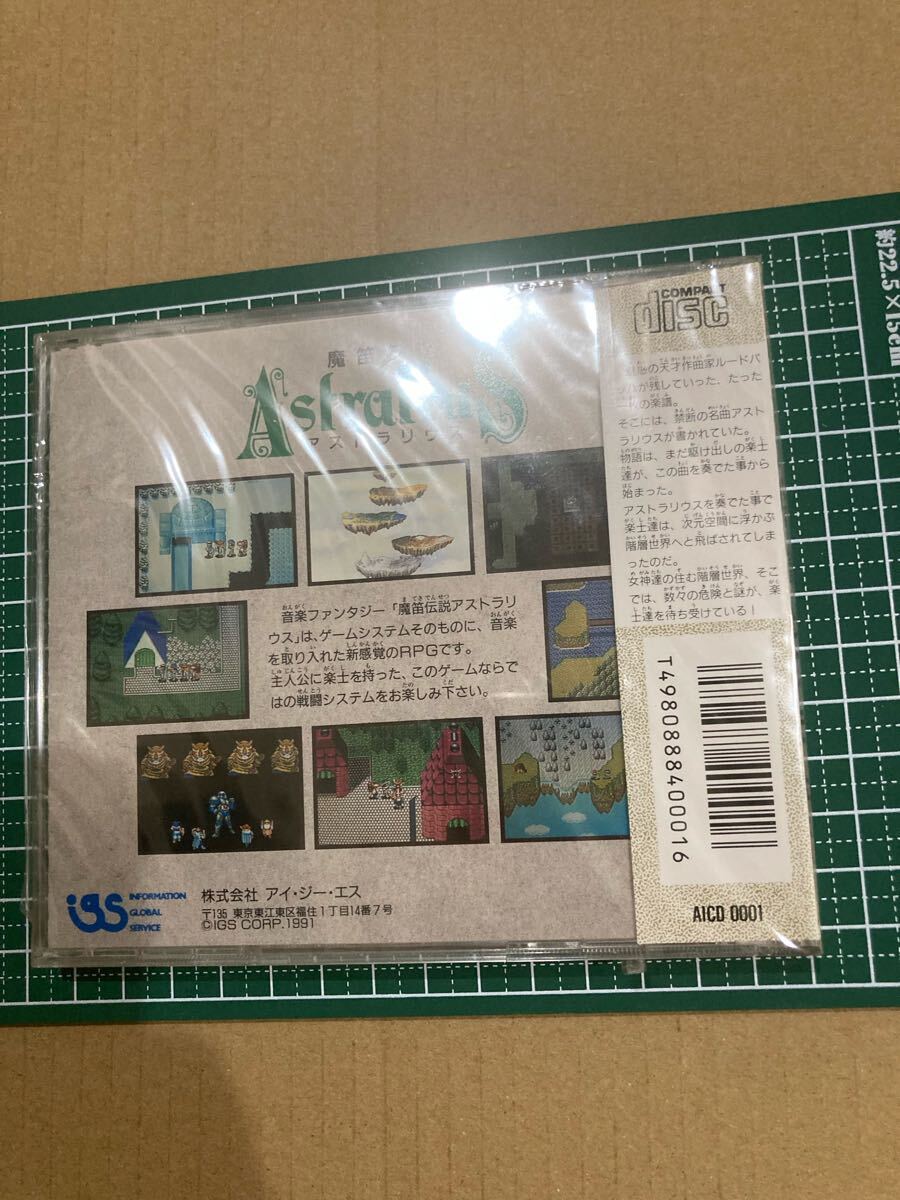 約22.5×15cm
魔笛
Astralius
アストラリウス
音楽ファンタジー「魔笛伝説アストラリ
ウス」は、ゲームシステムそのものに、音楽
を取り入れた新感覚のRPGです。
主人公に楽士を持った、このゲームならで
はの戦闘システムをお楽しみ下さい。
igs INFORMATION
GLOBAL
SERVICE
株式会社 アイ・ジー・エス
〒135 東京東江東区福住1丁目14番7号
©IGS CORP.1991
COMPACT
disc
の天才作曲家ルードバ
が残していった、たった
の楽譜。
そこには、禁断の名曲アスト
ラリウスが書かれていた。
物語は、まだ駆け出しの楽士
達が、この曲を奏でた事から
始まった。
アストラリウスを奏でた事で
楽士達は、次元空間に浮かぶ
階層世界へと飛ばされてしま
ったのだ。
女神達の住む階層世界、そこ
では、数々の危険と謎が、楽
士達を待ち受けている!
T4980888400016
AICD 0001